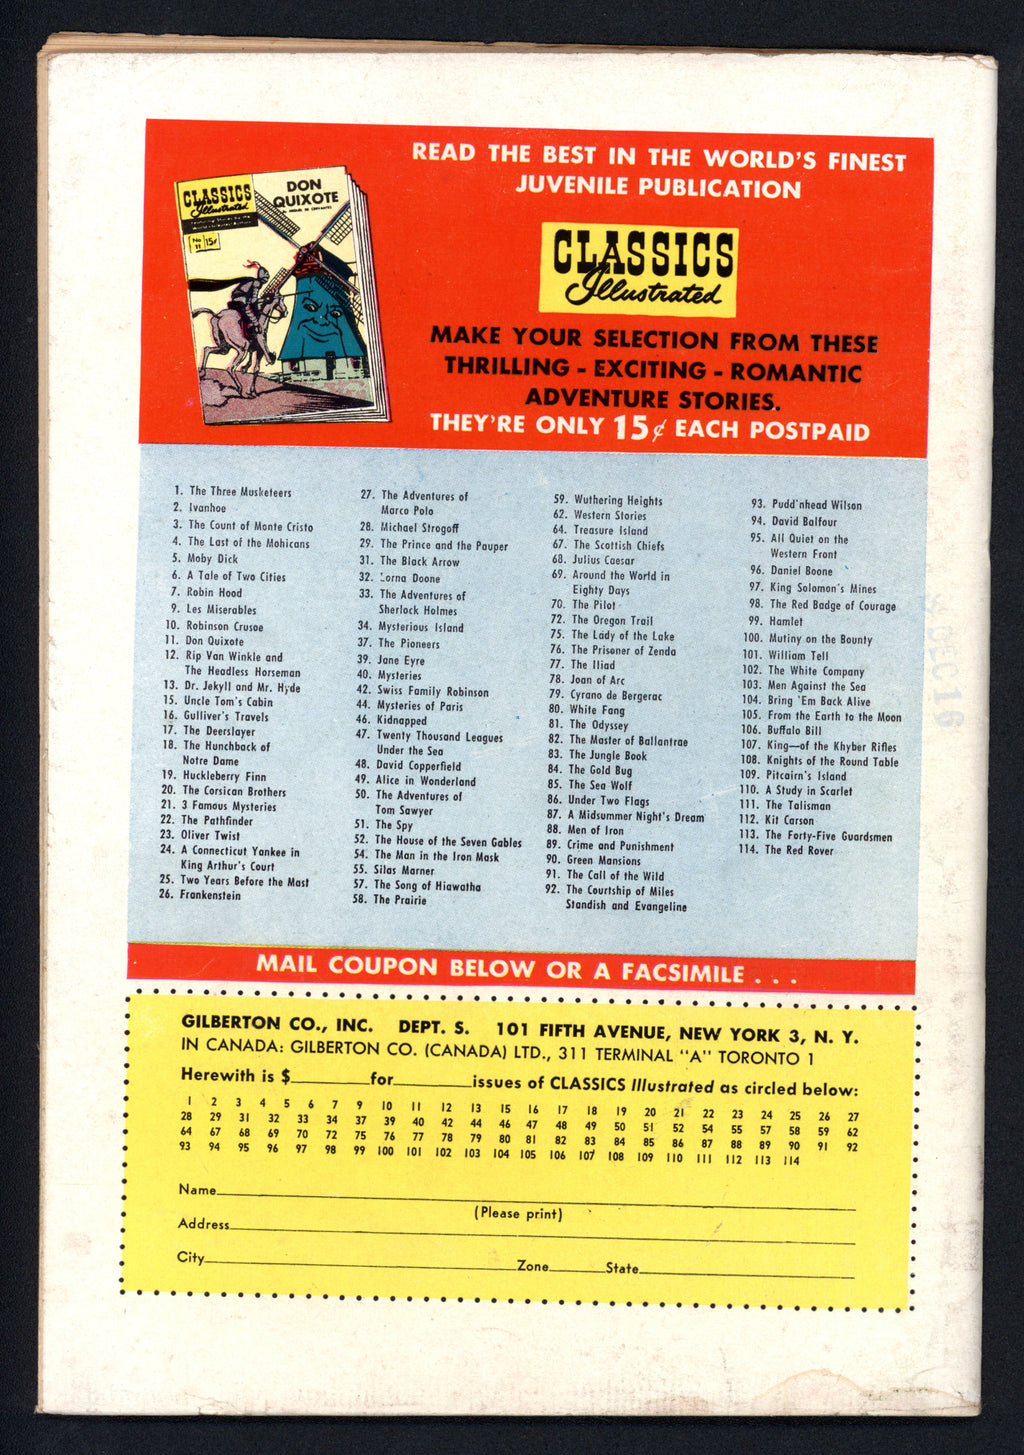 READ THE BEST IN THE WORLD'S FINEST
JUVENILE PUBLICATION
CLASSICS
Illustrated
DON
QUIXOTE
No
11
15¢
CLASSICS
Illustrated
MAKE YOUR SELECTION FROM THESE
THRILLING - EXCITING - ROMANTIC
ADVENTURE STORIES.
THEY'RE ONLY 15¢ EACH POSTPAID
1. The Three Musketeers
2. Ivanhoe
3. The Count of Monte Cristo
4. The Last of the Mohicans
5. Moby Dick
6. A Tale of Two Cities
7. Robin Hood
9. Les Miserables
10. Robinson Crusoe
11. Don Quixote
12. Rip Van Winkle and
The Headless Horseman
13. Dr. Jekyll and Mr. Hyde
15. Uncle Tom's Cabin
16. Gulliver's Travels
17. The Deerslayer
18. The Hunchback of
Notre Dame
19. Huckleberry Finn
20. The Corsican Brothers
21. 3 Famous Mysteries
22. The Pathfinder
23. Oliver Twist
24. A Connecticut Yankee in
King Arthur's Court
25. Two Years Before the Mast
26. Frankenstein
27. The Adventures of
Marco Polo
28. Michael Strogoff
29. The Prince and the Pauper
31. The Black Arrow
32. Lorna Doone
33. The Adventures of
Sherlock Holmes
34. Mysterious Island
37. The Pioneers
39. Jane Eyre
40. Mysteries
42. Swiss Family Robinson
44. Mysteries of Paris
46. Kidnapped
47. Twenty Thousand Leagues
Under the Sea
48. David Copperfield
49. Alice in Wonderland
50. The Adventures of
Tom Sawyer
51. The Spy
52. The House of the Seven Gables
54. The Man in the Iron Mask
55. Silas Marner
57. The Song of Hiawatha
58. The Prairie
59. Wuthering Heights
62. Western Stories
64. Treasure Island
67. The Scottish Chiefs
68. Julius Caesar
69. Around the World in
Eighty Days
70. The Pilot
72. The Oregon Trail
75. The Lady of the Lake
76. The Prisoner of Zenda
77. The Iliad
78. Joan of Arc
79. Cyrano de Bergerac
80. White Fang
81. The Odyssey
82. The Master of Ballantrae
83. The Jungle Book
84. The Gold Bug
85. The Sea Wolf
86. Under Two Flags
87. A Midsummer Night's Dream
88. Men of Iron
89. Crime and Punishment
90. Green Mansions
91. The Call of the Wild
92. The Courtship of Miles
Standish and Evangeline
93. Pudd'nhead Wilson
94. David Balfour
95. All Quiet on the
Western Front
96. Daniel Boone
97. King Solomon's Mines
98. The Red Badge of Courage
99. Hamlet
100. Mutiny on the Bounty
101. William Tell
102. The White Company
103. Men Against the Sea
104. Bring 'Em Back Alive
105. From the Earth to the Moon
106. Buffalo Bill
107. King—of the Khyber Rifles
108. Knights of the Round Table
109. Pitcairn's Island
110. A Study in Scarlet
111. The Talisman
112. Kit Carson
113. The Forty-Five Guardsmen
114. The Red Rover
MAIL COUPON BELOW OR A FACSIMILE . . .
GILBERTON CO., INC. DEPT. S. 101 FIFTH AVENUE, NEW YORK 3, N. Y.
IN CANADA: GILBERTON CO. (CANADA) LTD., 311 TERMINAL "A" TORONTO 1
Herewith is $________for________issues of CLASSICS Illustrated as circled below:
1 2 3 4 5 6 7 9 10 11 12 13 15 16 17 18 19 20 21 22 23 24 25 26 27
28 29 31 32 33 34 37 39 40 42 44 46 47 48 49 50 51 52 54 55 57 58 59 62
64 67 68 69 70 72 75 76 77 78 79 80 81 82 83 84 85 86 87 88 89 90 91 92
93 94 95 96 97 98 99 100 101 102 103 104 105 106 107 108 109 110 111 112 113 114
Name
(Please print)
Address
City Zone State
DEC 16